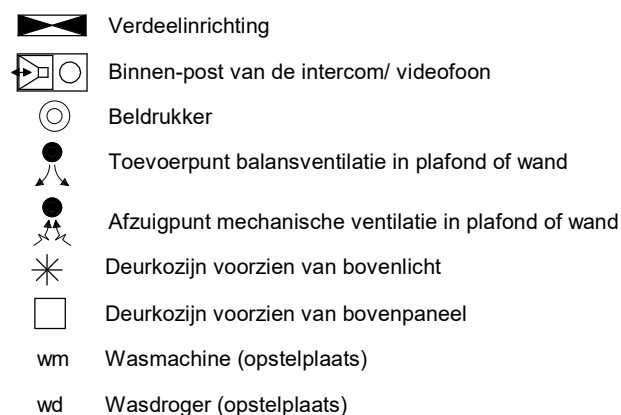 Verdeelinrichting
Binnen-post van de intercom/ videofoon
Beldrukker
Toevoerpunt balansventilatie in plafond of wand
Afzuigpunt mechanische ventilatie in plafond of wand
Deurkozijn voorzien van bovenlicht
Deurkozijn voorzien van bovenpaneel
wm Wasmachine (opstelplaats)
wd Wasdroger (opstelplaats)